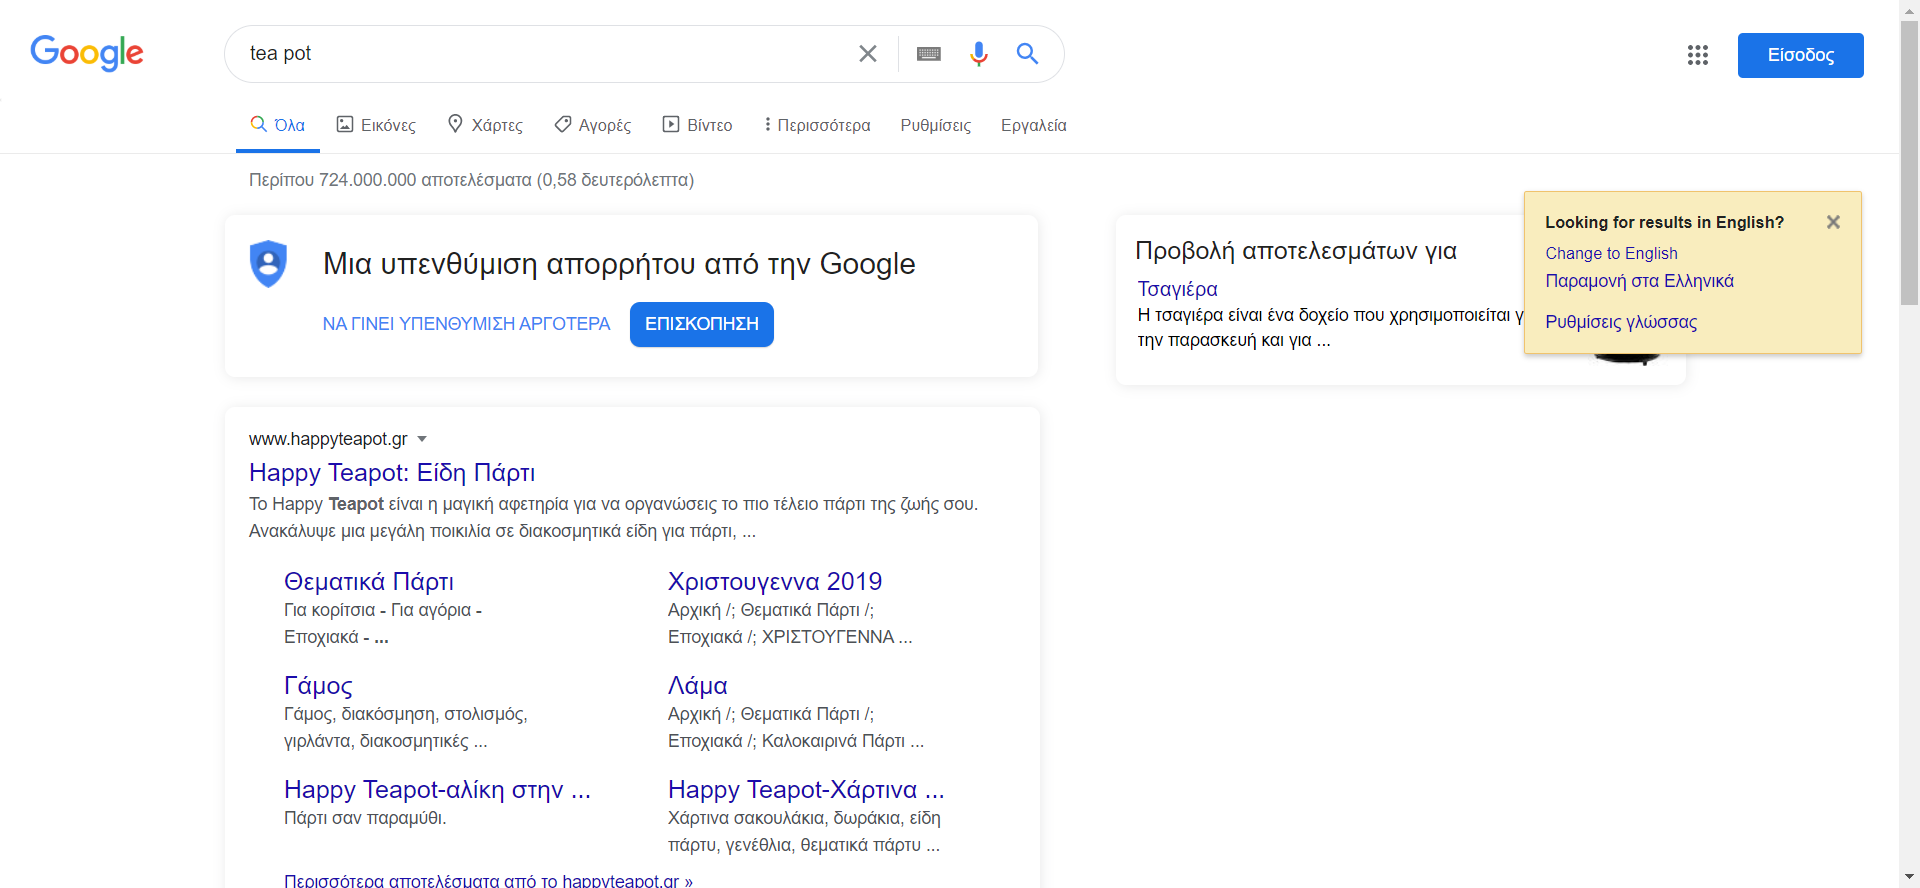 Google
tea pot
Είσοδος
Όλα
Εικόνες
Χάρτες
Αγορές
Βίντεο
Περισσότερα
Ρυθμίσεις
Εργαλεία
Περίπου 724.000.000 αποτελέσματα (0,58 δευτερόλεπτα)
Μια υπενθύμιση απορρήτου από την Google
ΝΑ ΓΙΝΕΙ ΥΠΕΝΘΥΜΙΣΗ ΑΡΓΟΤΕΡΑ
ΕΠΙΣΚΟΠΗΣΗ
Προβολή αποτελεσμάτων για
Τσαγιέρα
Η τσαγιέρα είναι ένα δοχείο που χρησιμοποιείται γ
την παρασκευή και για ...
Looking for results in English?
Change to English
Παραμονή στα Ελληνικά
Ρυθμίσεις γλώσσας
www.happyteapot.gr
Happy Teapot: Είδη Πάρτι
Το Happy Teapot είναι η μαγική αφετηρία για να οργανώσεις το πιο τέλειο πάρτι της ζωής σου.
Ανακάλυψε μια μεγάλη ποικιλία σε διακοσμητικά είδη για πάρτι, ...
Θεματικά Πάρτι
Για κορίτσια - Για αγόρια -
Εποχιακά - ...
Χριστουγεννα 2019
Αρχική /; Θεματικά Πάρτι /;
Εποχιακά /; ΧΡΙΣΤΟΥΓΕΝΝΑ ...
Γάμος
Γάμος, διακόσμηση, στολισμός,
γιρλάντα, διακοσμητικές ...
Λάμα
Αρχική /; Θεματικά Πάρτι /;
Εποχιακά /; Καλοκαιρινά Πάρτι ...
Happy Teapot-αλίκη στην ...
Πάρτι σαν παραμύθι.
Happy Teapot-Χάρτινα ...
Χάρτινα σακουλάκια, δωράκια, είδη
πάρτυ, γενέθλια, θεματικά πάρτυ ...
Περισσότερα αποτελέσματα από το happyteapot.gr »